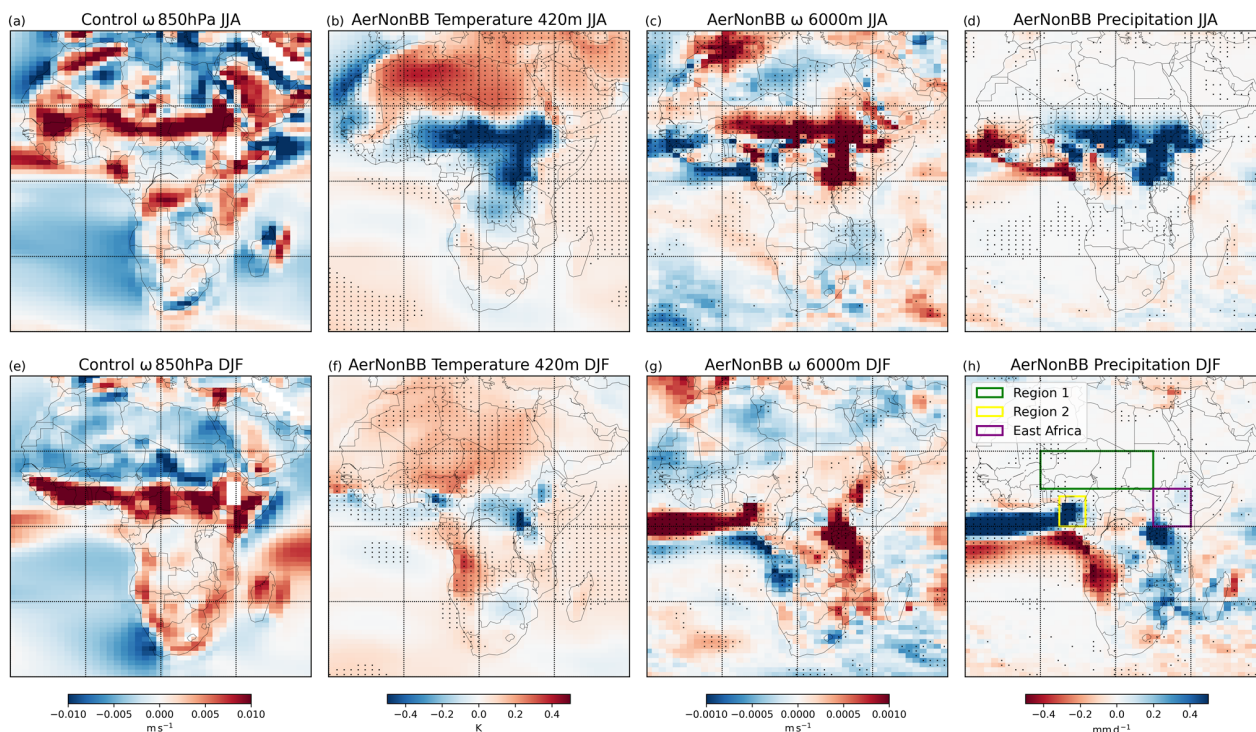 (a) Control ω 850hPa JJA
(b) AerNonBB Temperature 420m JJA
(c) AerNonBB ω 6000m JJA
(d) AerNonBB Precipitation JJA
(e) Control ω 850hPa DJF
(f) AerNonBB Temperature 420m DJF
(g) AerNonBB ω 6000m DJF
(h) AerNonBB Precipitation DJF
Region 1
Region 2
East Africa
−0.010 −0.005 0.000 0.005 0.010
m s⁻¹
−0.4 −0.2 0.0 0.2 0.4
K
−0.0010 −0.0005 0.0000 0.0005 0.0010
m s⁻¹
−0.4 −0.2 0.0 0.2 0.4
mm d⁻¹